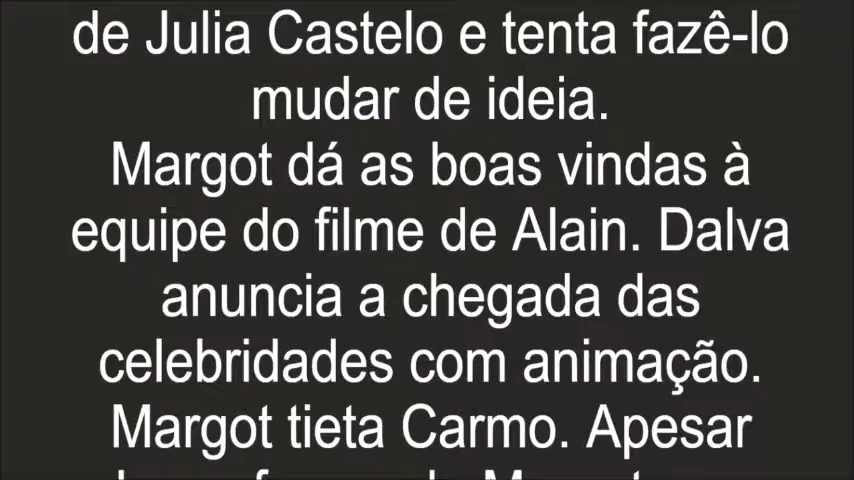 de Julia Castelo e tenta fazê-lo
mudar de ideia.
Margot dá as boas vindas à
equipe do filme de Alain. Dalva
anuncia a chegada das
celebridades com animação.
Margot tieta Carmo. Apesar